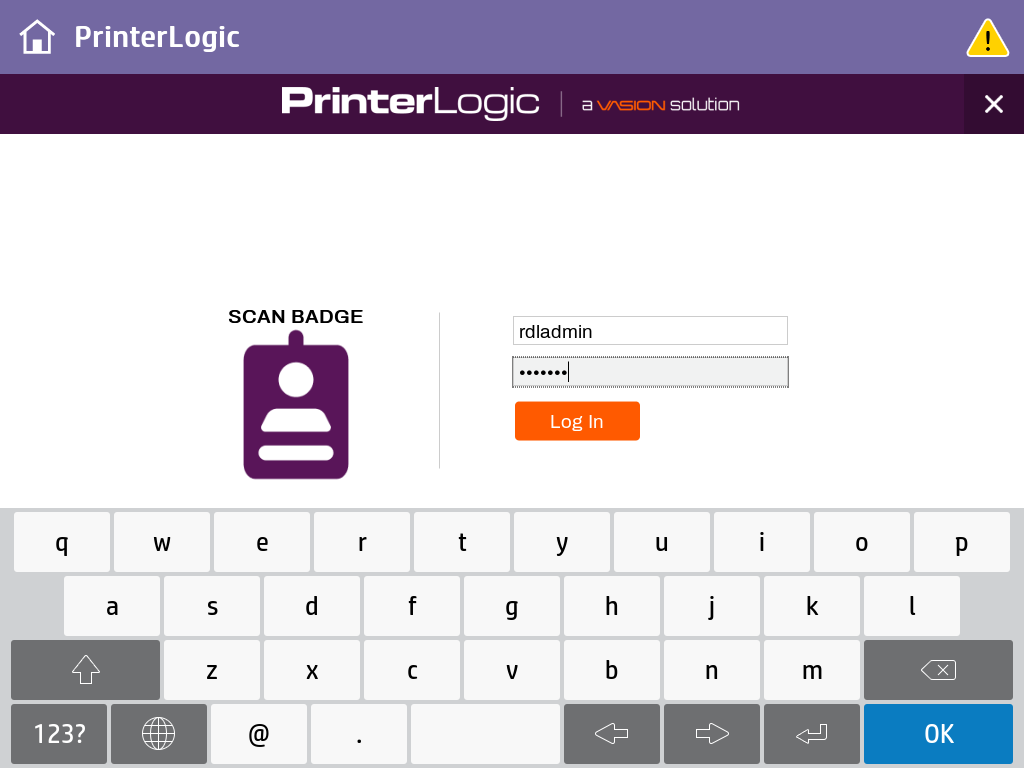 PrinterLogic
PrinterLogic | a VASION solution
SCAN BADGE
rdladmin
•••••••
Log In
q w e r t y u i o p
a s d f g h j k l
z x c v b n m
123? @ . OK